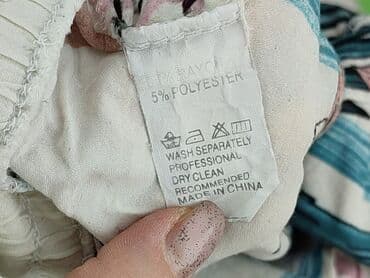 5% POLYESTER
WASH SEPARATELY
PROFESSIONAL
DRY CLEAN
RECOMMENDED
MADE IN CHINA